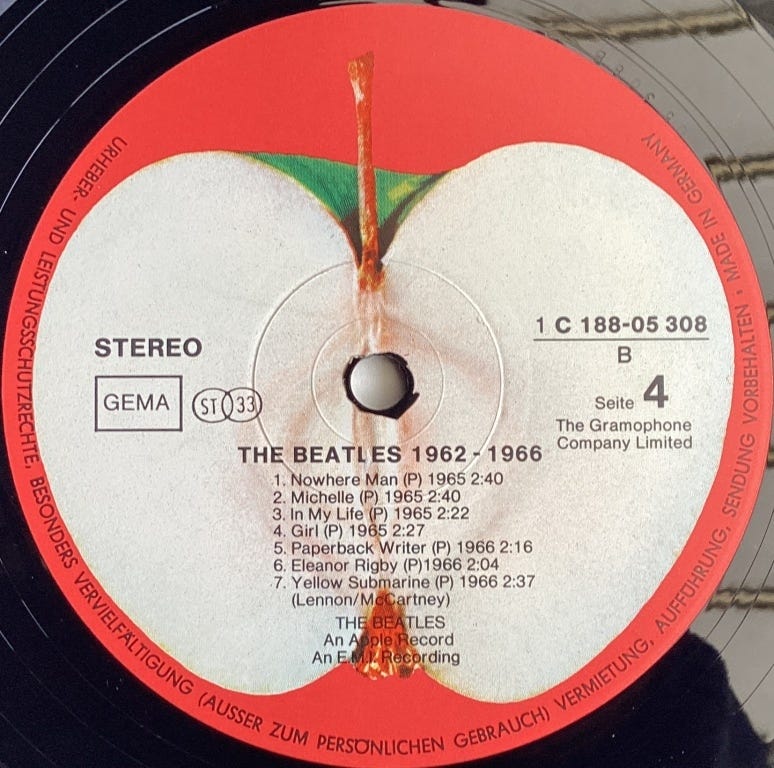 URHEBER- UND LEISTUNGSSCHUTZRECHTE, BESONDERS VERVIELFÄLTIGUNG (AUSSER ZUM PERSÖNLICHEN GEBRAUCH) VERMIETUNG, AUFFÜHRUNG, SENDUNG VORBEHALTEN · MADE IN GERMANY
STEREO
GEMA
ST 33
1 C 188-05 308
B
Seite 4
The Gramophone
Company Limited
THE BEATLES 1962 - 1966
1. Nowhere Man (P) 1965 2:40
2. Michelle (P) 1965 2:40
3. In My Life (P) 1965 2:22
4. Girl (P) 1965 2:27
5. Paperback Writer (P) 1966 2:16
6. Eleanor Rigby (P)1966 2:04
7. Yellow Submarine (P) 1966 2:37
(Lennon/McCartney)
THE BEATLES
An Apple Record
An E.M.I. Recording